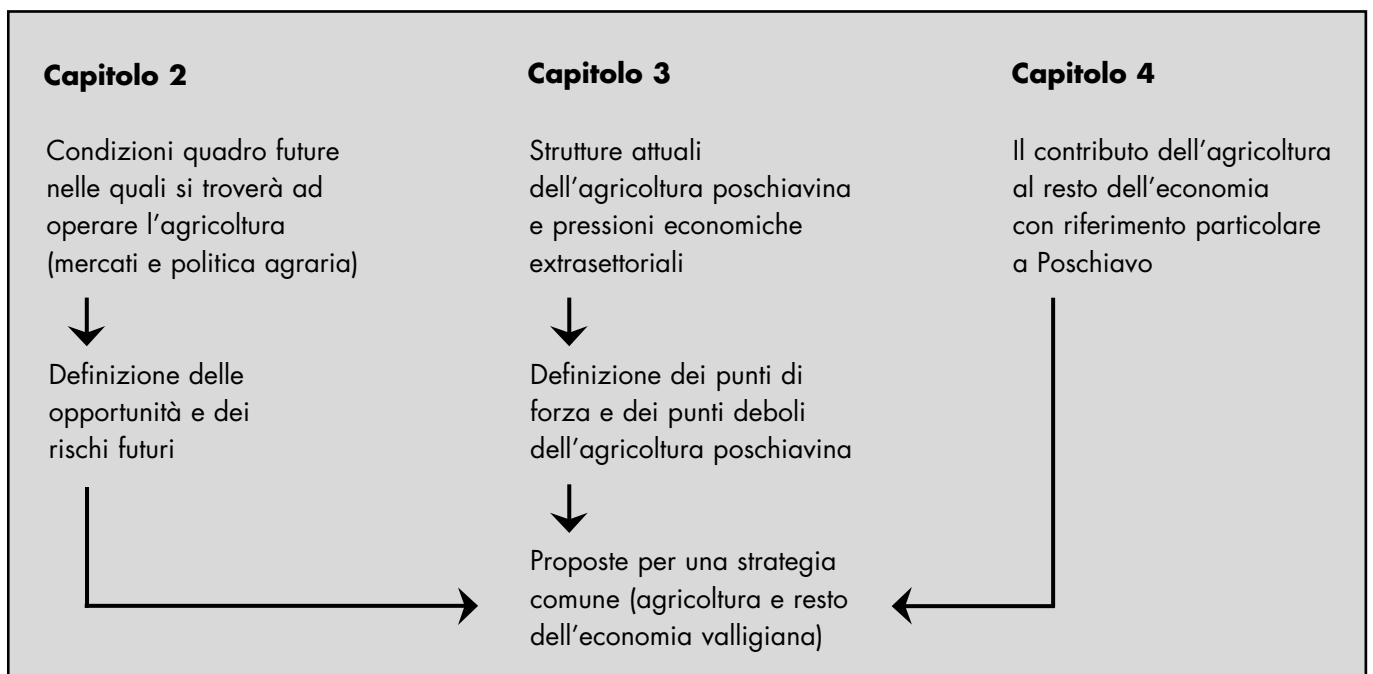 Capitolo 2
Condizioni quadro future
nelle quali si troverà ad
operare l'agricoltura
(mercati e politica agraria)
Definizione delle
opportunità e dei
rischi futuri
Capitolo 3
Strutture attuali
dell'agricoltura poschiavina
e pressioni economiche
extrasettoriali
Definizione dei punti di
forza e dei punti deboli
dell'agricoltura poschiavina
Proposte per una strategia
comune (agricoltura e resto
dell'economia valligiana)
Capitolo 4
Il contributo dell'agricoltura
al resto dell'economia
con riferimento particolare
a Poschiavo